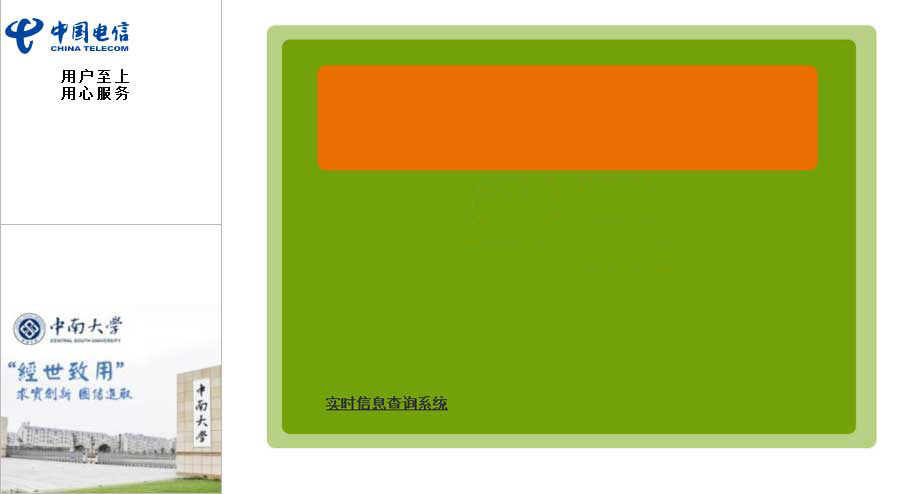 中国电信
CHINA TELECOM
用户至上
用心服务
中南大学
CENTRAL SOUTH UNIVERSITY
“經世致用”
求實創新 團結進取
中南大学
实时信息查询系统